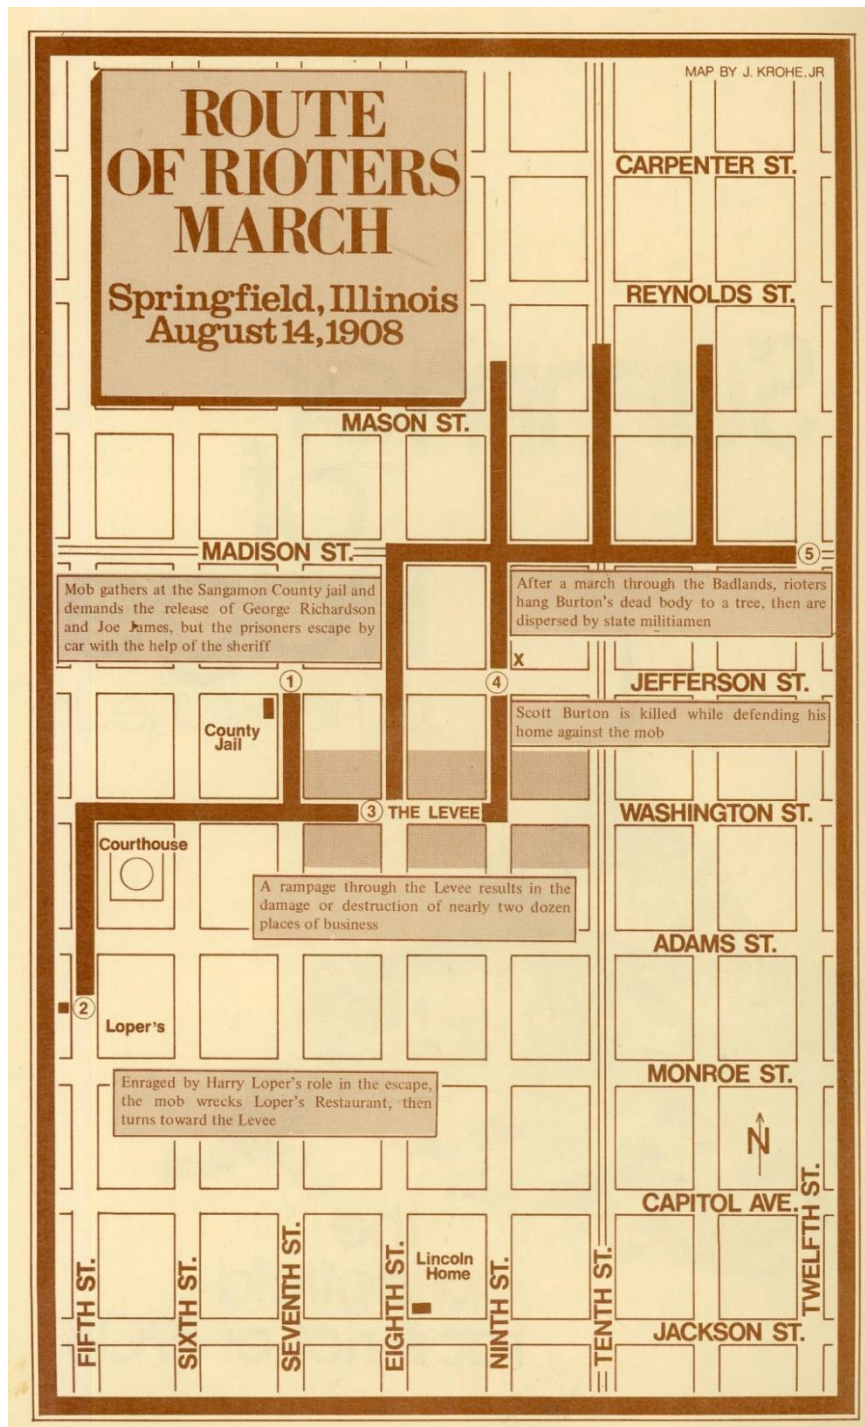 MAP BY J. KROHE, JR
ROUTE
OF RIOTERS
MARCH
Springfield, Illinois
August 14, 1908
CARPENTER ST.
REYNOLDS ST.
MASON ST.
MADISON ST.
5
Mob gathers at the Sangamon County jail and
demands the release of George Richardson
and Joe James, but the prisoners escape by
car with the help of the sheriff
After a march through the Badlands, rioters
hang Burton's dead body to a tree, then are
dispersed by state militiamen
X
1
4
JEFFERSON ST.
County
Jail
Scott Burton is killed while defending his
home against the mob
3
THE LEVEE
WASHINGTON ST.
Courthouse
A rampage through the Levee results in the
damage or destruction of nearly two dozen
places of business
ADAMS ST.
2
Loper's
MONROE ST.
Enraged by Harry Loper's role in the escape,
the mob wrecks Loper's Restaurant, then
turns toward the Levee
N
CAPITOL AVE.
Lincoln
Home
FIFTH ST.
SIXTH ST.
SEVENTH ST.
EIGHTH ST.
NINTH ST.
TENTH ST.
TWELFTH ST.
JACKSON ST.